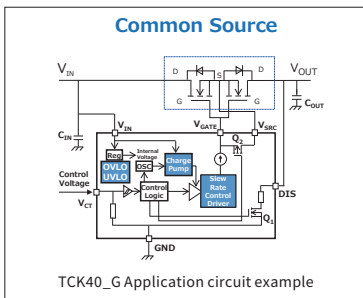 Common Source
V_IN
D
S
D
V_OUT
G
G
C_OUT
C_IN
V_IN
V_GATE
V_SRC
Q_2
Reg
Internal
Voltage
OSC
Charge
Pump
OVLO
UVLO
Control
Voltage
V_CT
Control
Logic
Slew
Rate
Control
Driver
DIS
Q_1
GND
TCK40_G Application circuit example